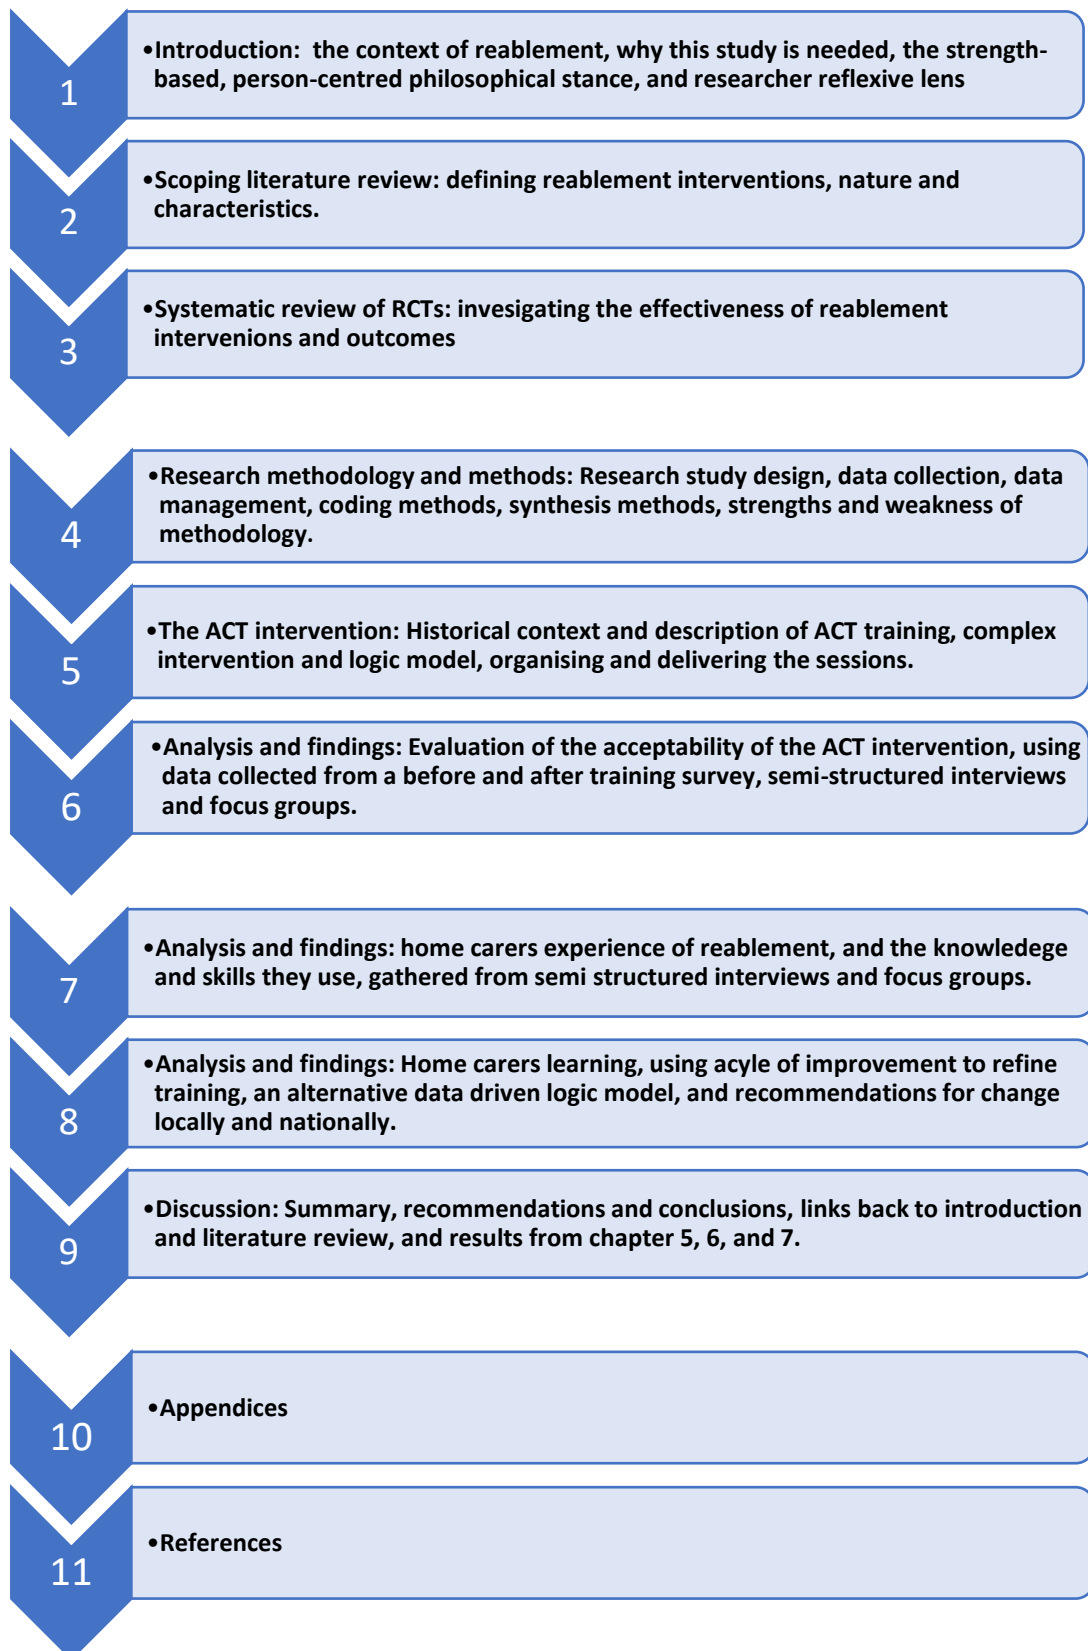 1
•Introduction:  the context of reablement, why this study is needed, the strength-
based, person-centred philosophical stance, and researcher reflexive lens
2
•Scoping literature review: defining reablement interventions, nature and
characteristics.
3
•Systematic review of RCTs: invesigating the effectiveness of reablement
intervenions and outcomes
4
•Research methodology and methods: Research study design, data collection, data
management, coding methods, synthesis methods, strengths and weakness of
methodology.
5
•The ACT intervention: Historical context and description of ACT training, complex
intervention and logic model, organising and delivering the sessions.
6
•Analysis and findings: Evaluation of the acceptability of the ACT intervention, using
data collected from a before and after training survey, semi-structured interviews
and focus groups.
7
•Analysis and findings: home carers experience of reablement, and the knowledege
and skills they use, gathered from semi structured interviews and focus groups.
8
•Analysis and findings: Home carers learning, using acyle of improvement to refine
training, an alternative data driven logic model, and recommendations for change
locally and nationally.
9
•Discussion: Summary, recommendations and conclusions, links back to introduction
and literature review, and results from chapter 5, 6, and 7.
10
•Appendices
11
•References